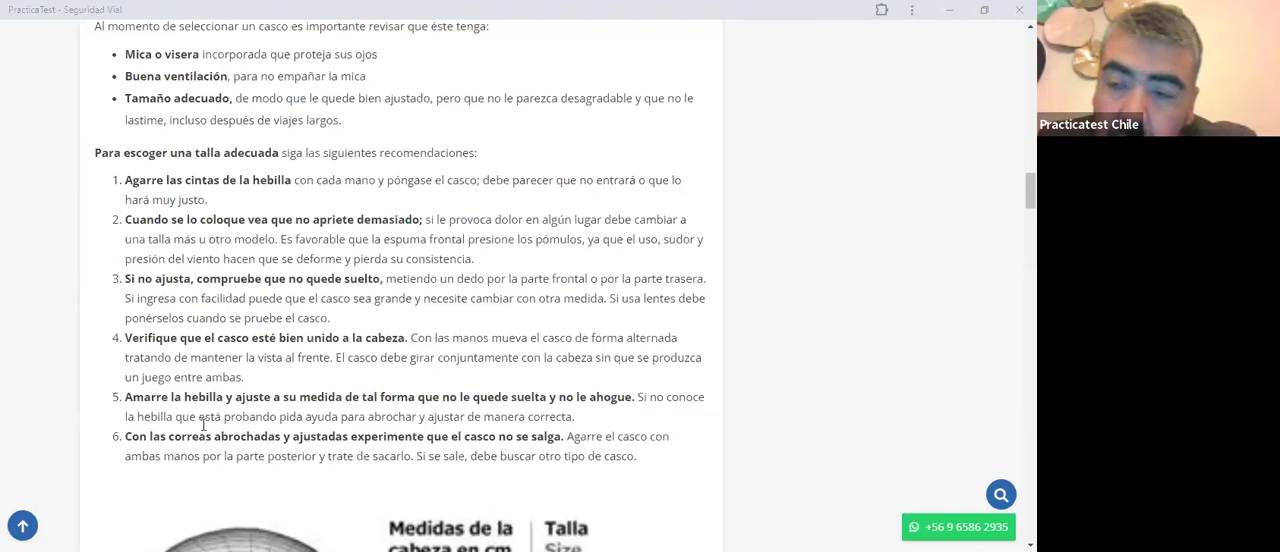 PracticaTest - Seguridad Vial
Al momento de seleccionar un casco es importante revisar que éste tenga:
• Mica o visera incorporada que proteja sus ojos
• Buena ventilación, para no empañar la mica
• Tamaño adecuado, de modo que le quede bien ajustado, pero que no le parezca desagradable y que no le
lastime, incluso después de viajes largos.
Para escoger una talla adecuada siga las siguientes recomendaciones:
1. Agarre las cintas de la hebilla con cada mano y póngase el casco; debe parecer que no entrará o que lo
hará muy justo.
2. Cuando se lo coloque vea que no apriete demasiado; si le provoca dolor en algún lugar debe cambiar a
una talla más u otro modelo. Es favorable que la espuma frontal presione los pómulos, ya que el uso, sudor y
presión del viento hacen que se deforme y pierda su consistencia.
3. Si no ajusta, compruebe que no quede suelto, metiendo un dedo por la parte frontal o por la parte trasera.
Si ingresa con facilidad puede que el casco sea grande y necesite cambiar con otra medida. Si usa lentes debe
ponérselos cuando se pruebe el casco.
4. Verifique que el casco esté bien unido a la cabeza. Con las manos mueva el casco de forma alternada
tratando de mantener la vista al frente. El casco debe girar conjuntamente con la cabeza sin que se produzca
un juego entre ambas.
5. Amarre la hebilla y ajuste a su medida de tal forma que no le quede suelta y no le ahogue. Si no conoce
la hebilla que está probando pida ayuda para abrochar y ajustar de manera correcta.
6. Con las correas abrochadas y ajustadas experimente que el casco no se salga. Agarre el casco con
ambas manos por la parte posterior y trate de sacarlo. Si se sale, debe buscar otro tipo de casco.
Medidas de la
cabeza en cm
Talla
Size
+56 9 6586 2935
Practicatest Chile